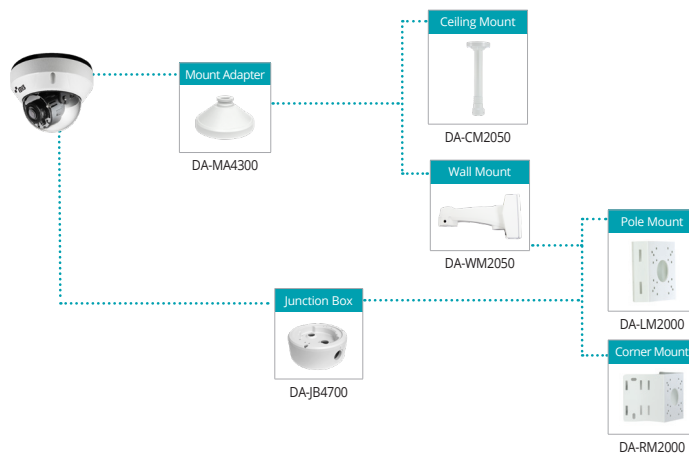 Ceiling Mount
Mount Adapter
DA-CM2050
DA-MA4300
Wall Mount
DA-WM2050
Pole Mount
Junction Box
DA-LM2000
Corner Mount
DA-JB4700
DA-RM2000